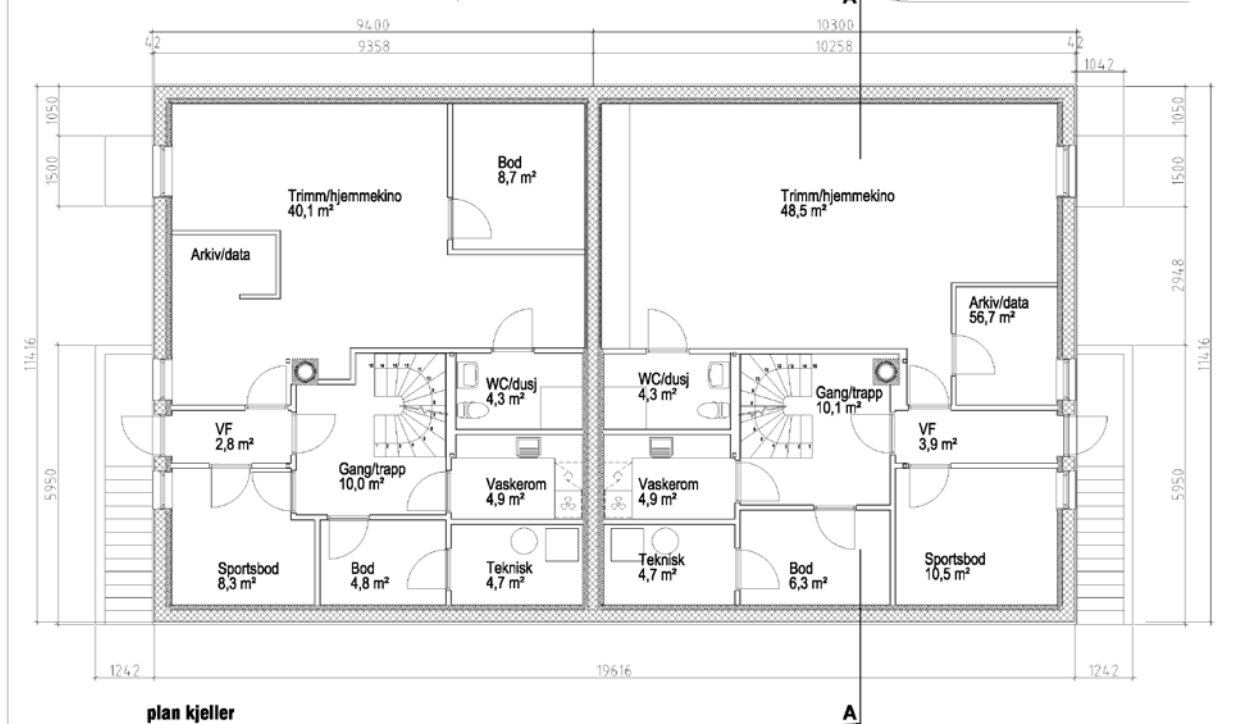 A
9400
10300
42
9358
10258
42
1042
1050
1050
1500
1500
Bod
8,7 m²
Trimm/hjemmekino
40,1 m²
Trimm/hjemmekino
48,5 m²
Arkiv/data
2948
Arkiv/data
56,7 m²
11416
11416
WC/dusj
4,3 m²
WC/dusj
4,3 m²
Gang/trapp
10,1 m²
VF
2,8 m²
VF
3,9 m²
Gang/trapp
10,0 m²
5950
5950
Vaskerom
4,9 m²
Vaskerom
4,9 m²
Sportsbod
8,3 m²
Bod
4,8 m²
Teknisk
4,7 m²
Teknisk
4,7 m²
Bod
6,3 m²
Sportsbod
10,5 m²
1242
19616
1242
plan kjeller
A